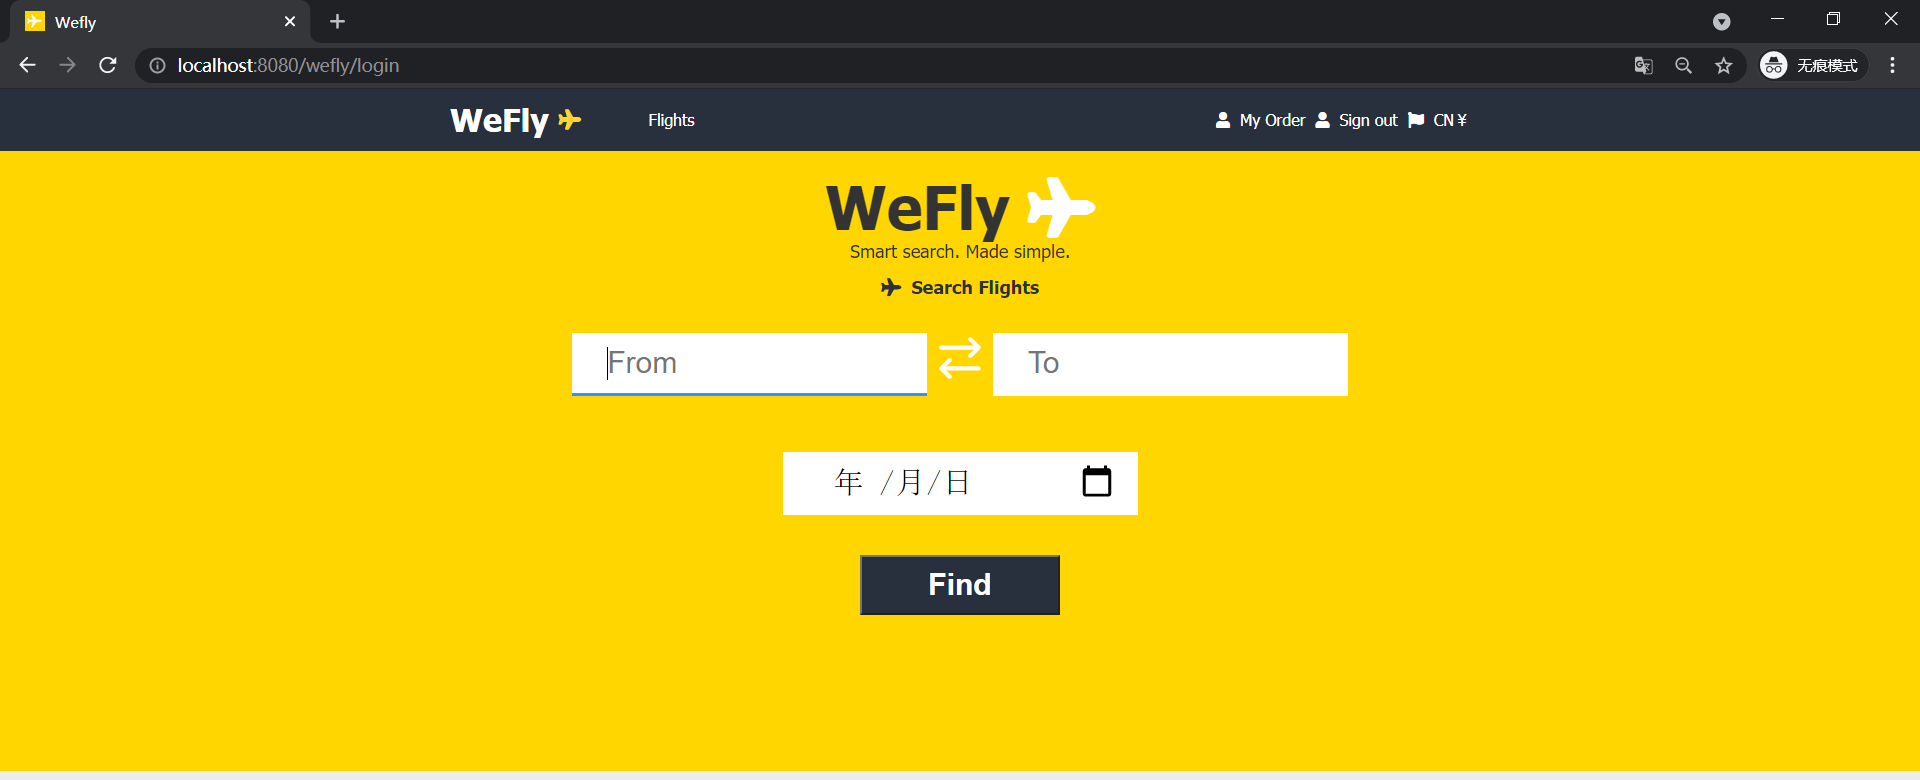 Wefly
localhost:8080/wefly/login
无痕模式
WeFly
Flights
My Order
Sign out
CN ¥
WeFly
Smart search. Made simple.
Search Flights
From
To
年 /月/日
Find